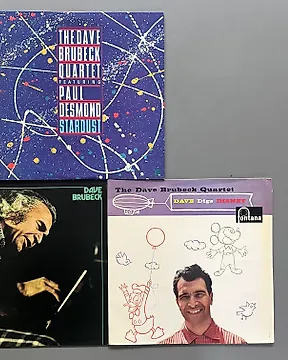 THE DAVE
BRUBECK
QUARTET
FEATURING
PAUL
DESMOND
STARDUST
DAVE
BRUBECK
The Dave Brubeck Quartet
DAVE Digs DISNEY
fontana